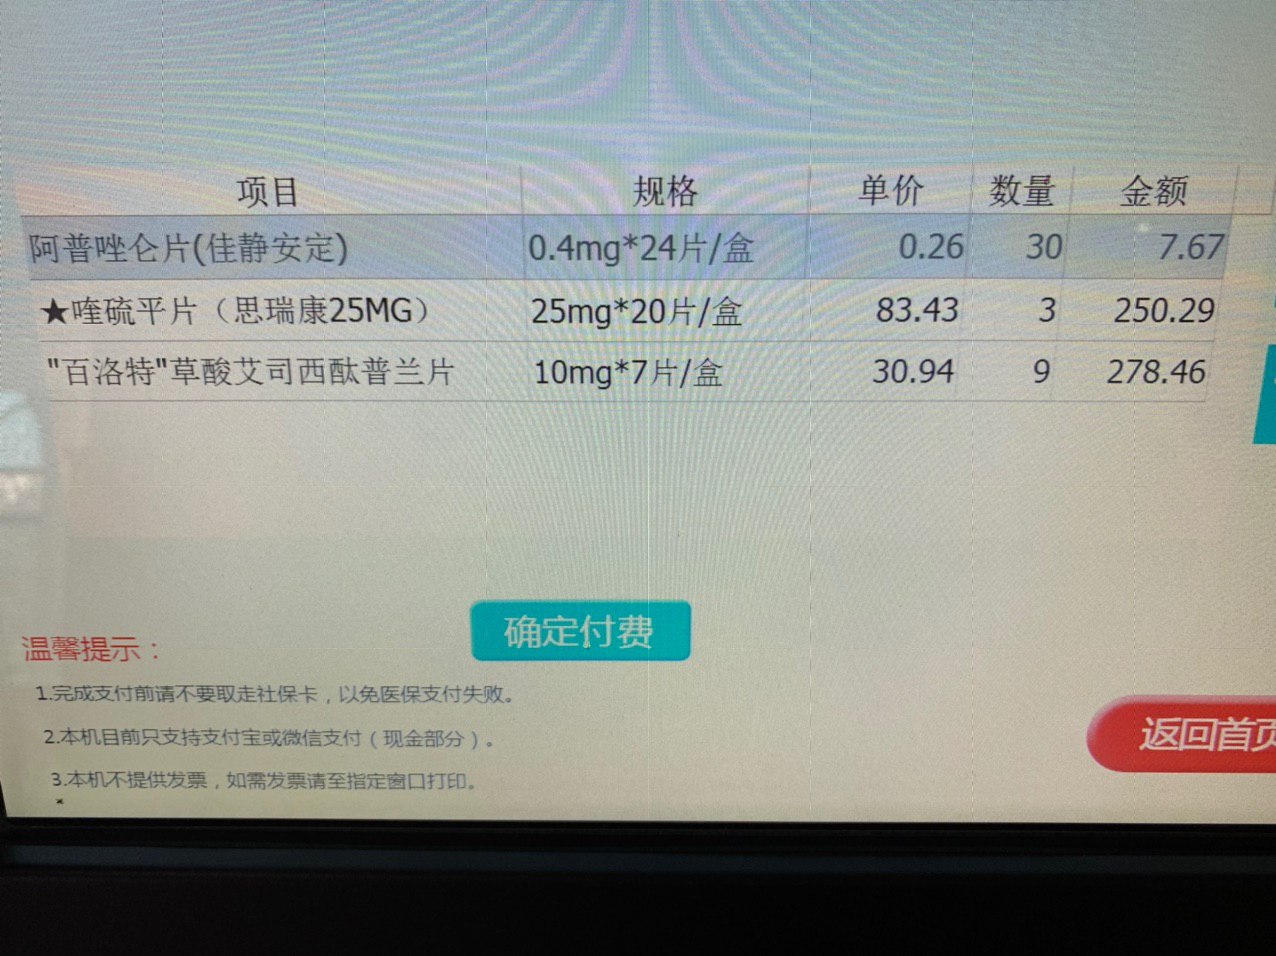 项目 规格 单价 数量 金额
阿普唑仑片(佳静安定) 0.4mg*24片/盒 0.26 30 7.67
★喹硫平片（思瑞康25MG） 25mg*20片/盒 83.43 3 250.29
"百洛特"草酸艾司西酞普兰片 10mg*7片/盒 30.94 9 278.46
确定付费
温馨提示：
1.完成支付前请不要取走社保卡，以免医保支付失败。
2.本机目前只支持支付宝或微信支付（现金部分）。
3.本机不提供发票，如需发票请至指定窗口打印。
返回首页